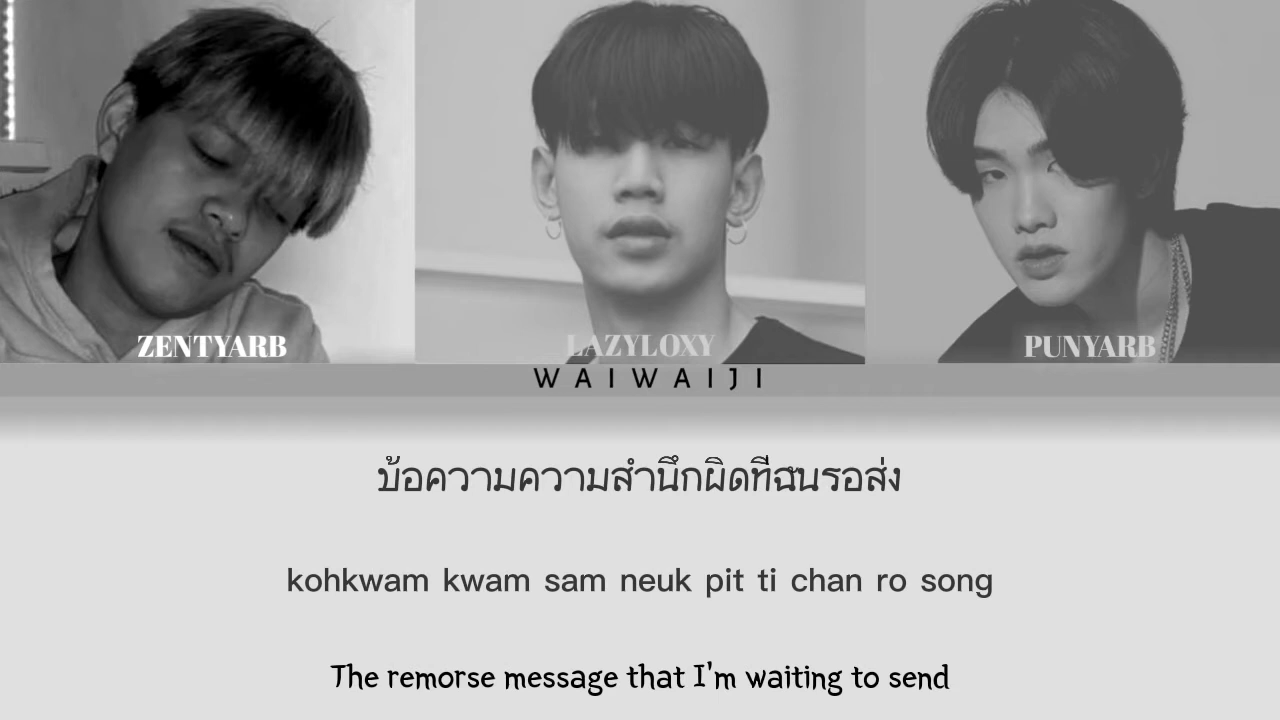 ZENTYARB
LAZYLOXY
PUNYARB
WAIWAIJI
บ้อความความสำนึกผิดทีฉันรอส่ง
kohkwam kwam sam neuk pit ti chan ro song
The remorse message that I'm waiting to send